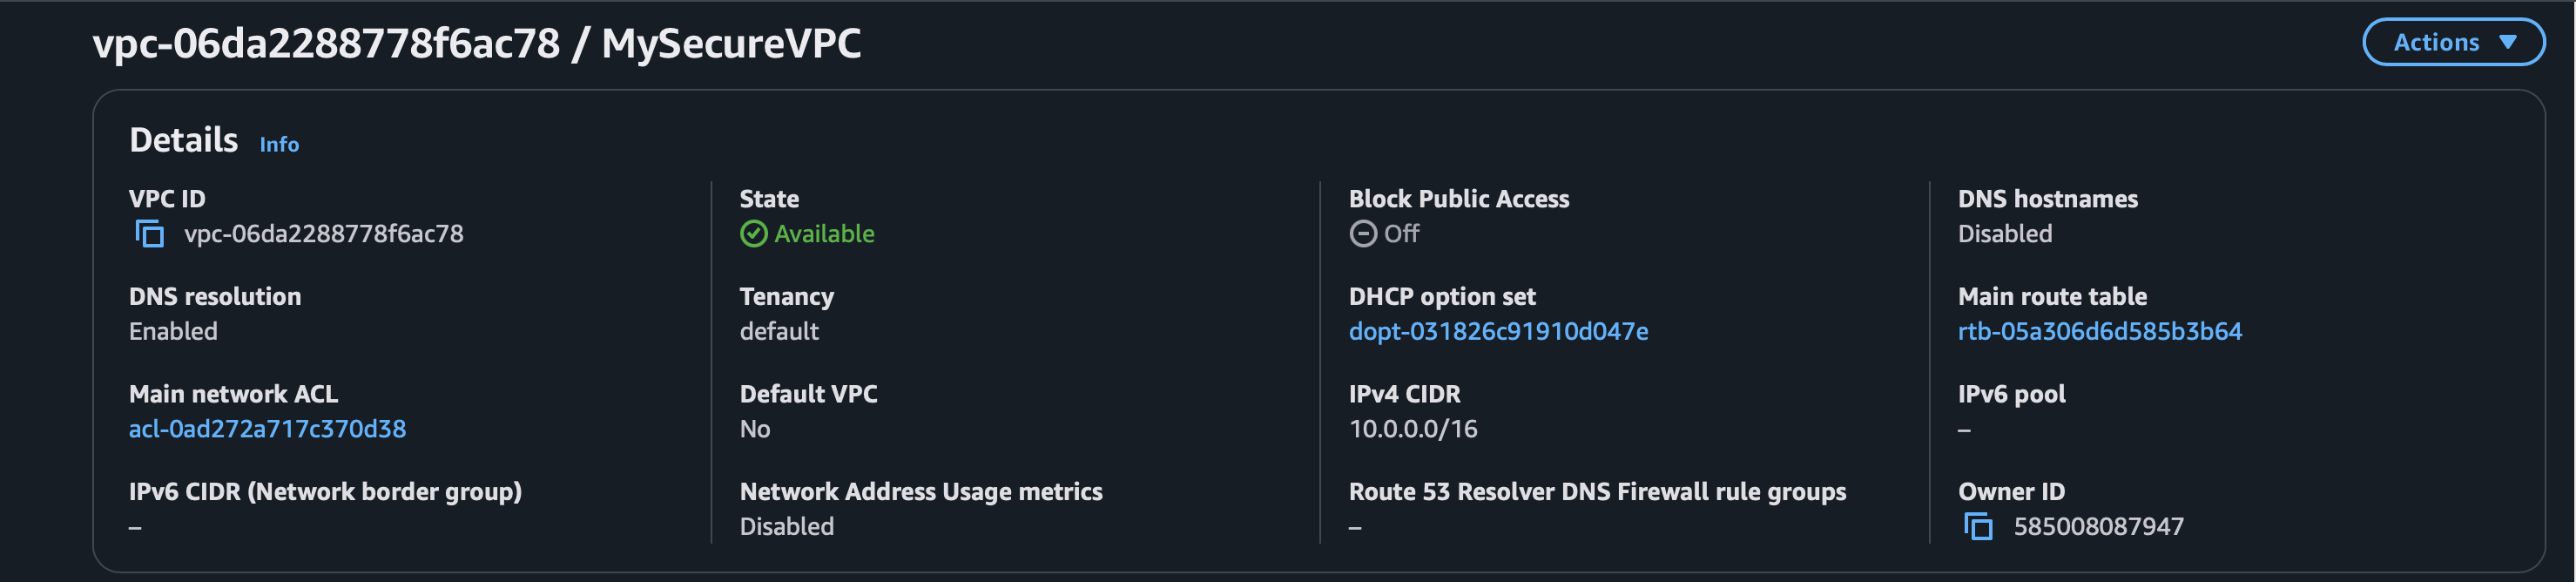 vpc-06da2288778f6ac78 / MySecureVPC
Actions
Details Info
VPC ID
vpc-06da2288778f6ac78
State
Available
Block Public Access
Off
DNS hostnames
Disabled
DNS resolution
Enabled
Tenancy
default
DHCP option set
dopt-031826c91910d047e
Main route table
rtb-05a306d6d585b3b64
Main network ACL
acl-0ad272a717c370d38
Default VPC
No
IPv4 CIDR
10.0.0.0/16
IPv6 pool
–
IPv6 CIDR (Network border group)
–
Network Address Usage metrics
Disabled
Route 53 Resolver DNS Firewall rule groups
–
Owner ID
585008087947